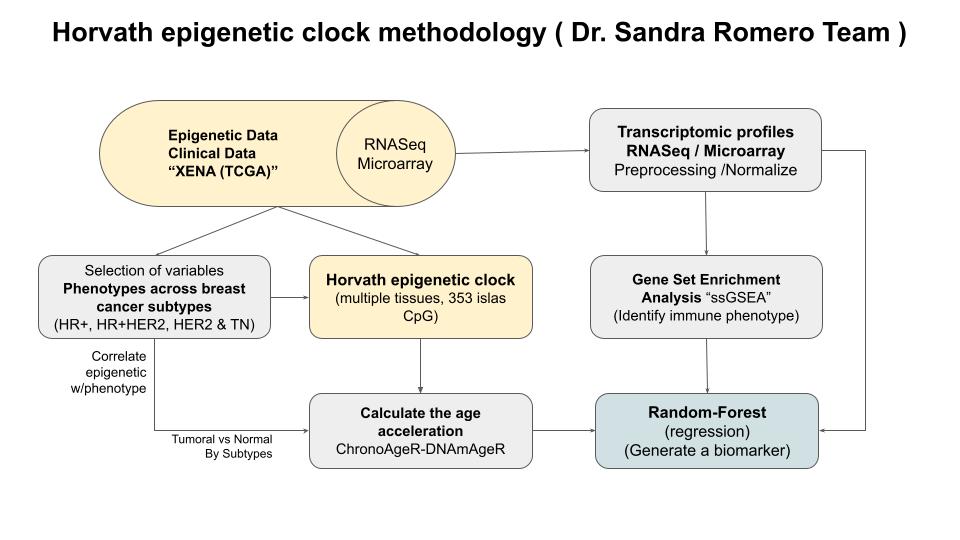 Horvath epigenetic clock methodology ( Dr. Sandra Romero Team )
Epigenetic Data
Clinical Data
“XENA (TCGA)”
RNASeq
Microarray
Transcriptomic profiles
RNASeq / Microarray
Preprocessing /Normalize
Selection of variables
Phenotypes across breast
cancer subtypes
(HR+, HR+HER2, HER2 & TN)
Horvath epigenetic clock
(multiple tissues, 353 islas
CpG)
Gene Set Enrichment
Analysis “ssGSEA”
(Identify immune phenotype)
Correlate
epigenetic
w/phenotype
Tumoral vs Normal
By Subtypes
Calculate the age
acceleration
ChronoAgeR-DNAmAgeR
Random-Forest
(regression)
(Generate a biomarker)